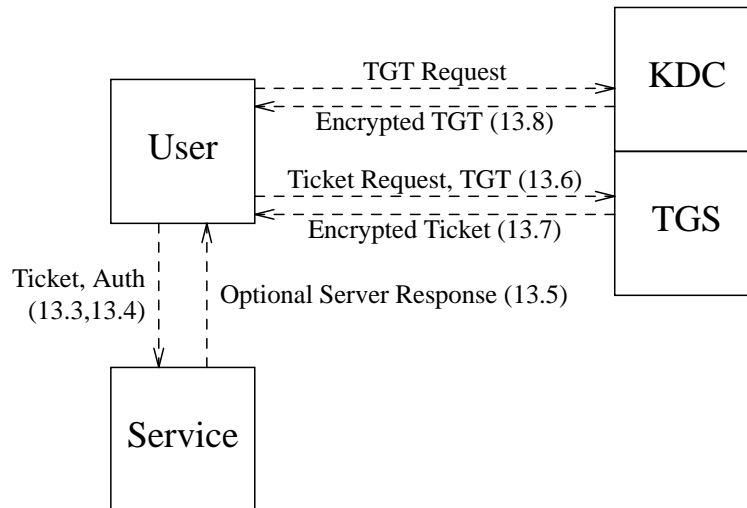 TGT Request
KDC
Encrypted TGT (13.8)
User
Ticket Request, TGT (13.6)
TGS
Encrypted Ticket (13.7)
Ticket, Auth
(13.3,13.4)
Optional Server Response (13.5)
Service